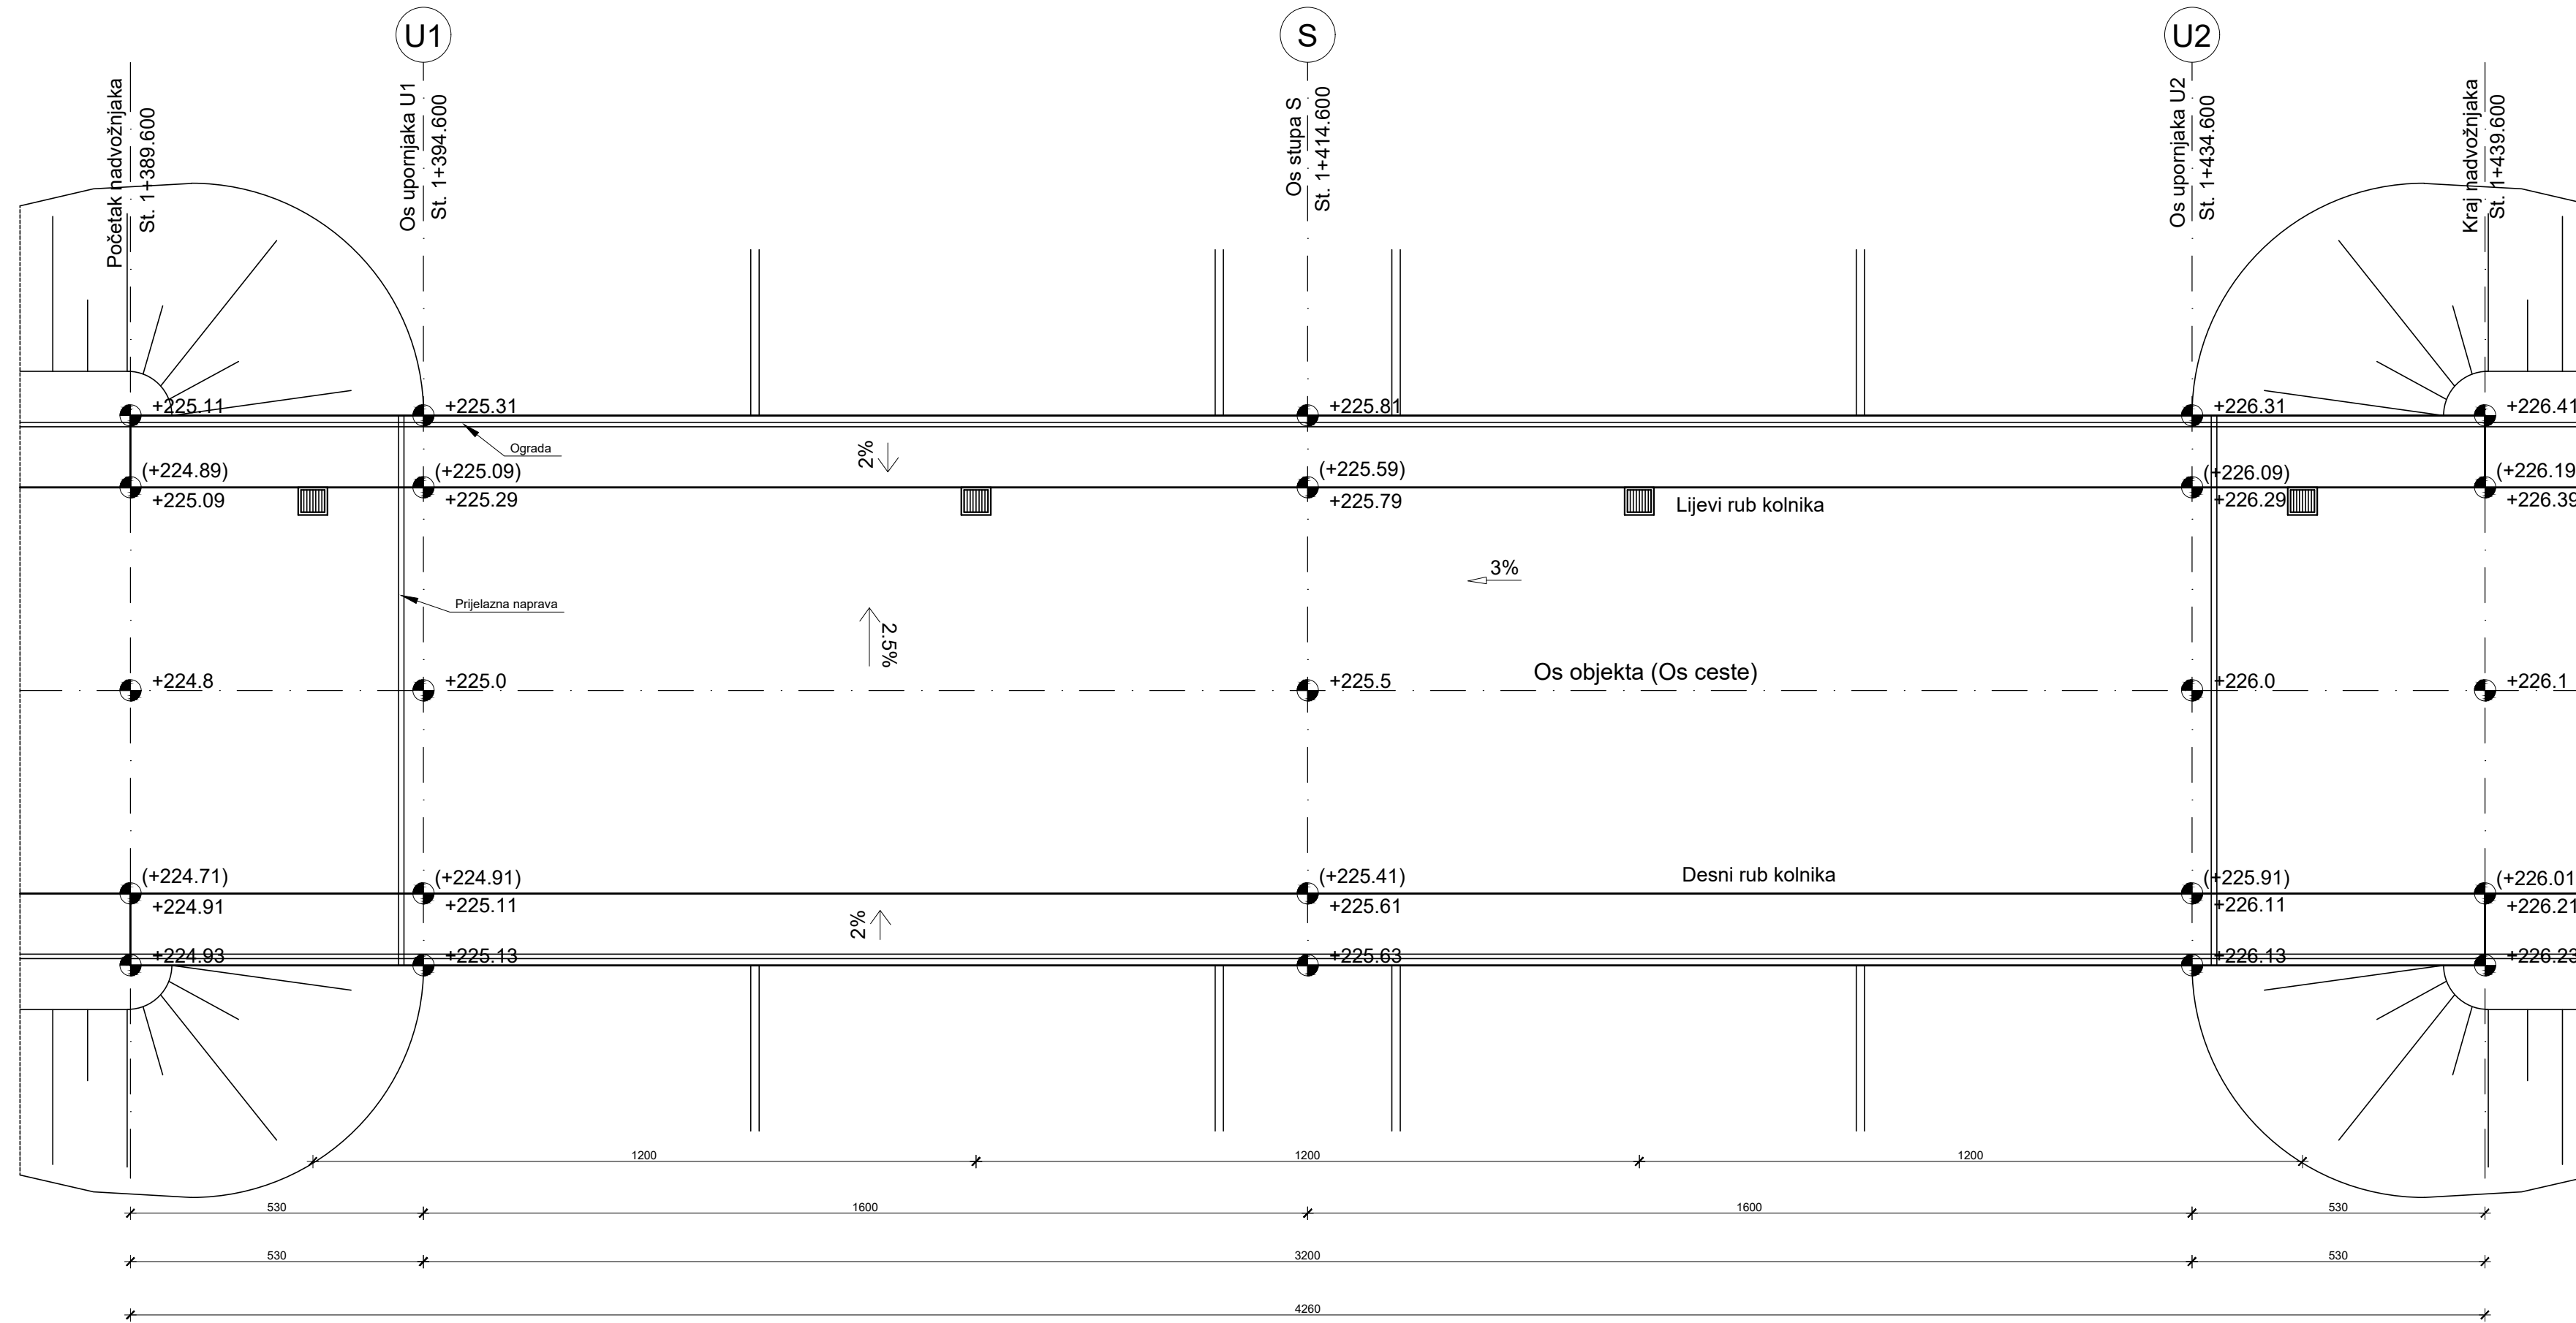 U1
S
U2
Početak nadvožnjaka
St. 1+389.600
Os upornjaka U1
St. 1+394.600
Os stupa S
St. 1+414.600
Os upornjaka U2
St. 1+434.600
Kraj nadvožnjaka
St. 1+439.600
+225.11
+225.31
+225.81
+226.31
+226.41
Ograda
2%
(+224.89)
(+225.09)
(+225.59)
(+226.09)
(+226.19
+225.09
+225.29
+225.79
+226.29
+226.39
Lijevi rub kolnika
3%
Prijelazna naprava
2.5%
Os objekta (Os ceste)
+224.8
+225.0
+225.5
+226.0
+226.1
Desni rub kolnika
(+224.71)
(+224.91)
(+225.41)
(+225.91)
(+226.01
+224.91
+225.11
+225.61
+226.11
+226.21
2%
+224.93
+225.13
+225.63
+226.13
+226.23
1200
1200
1200
530
1600
1600
530
530
3200
530
4260